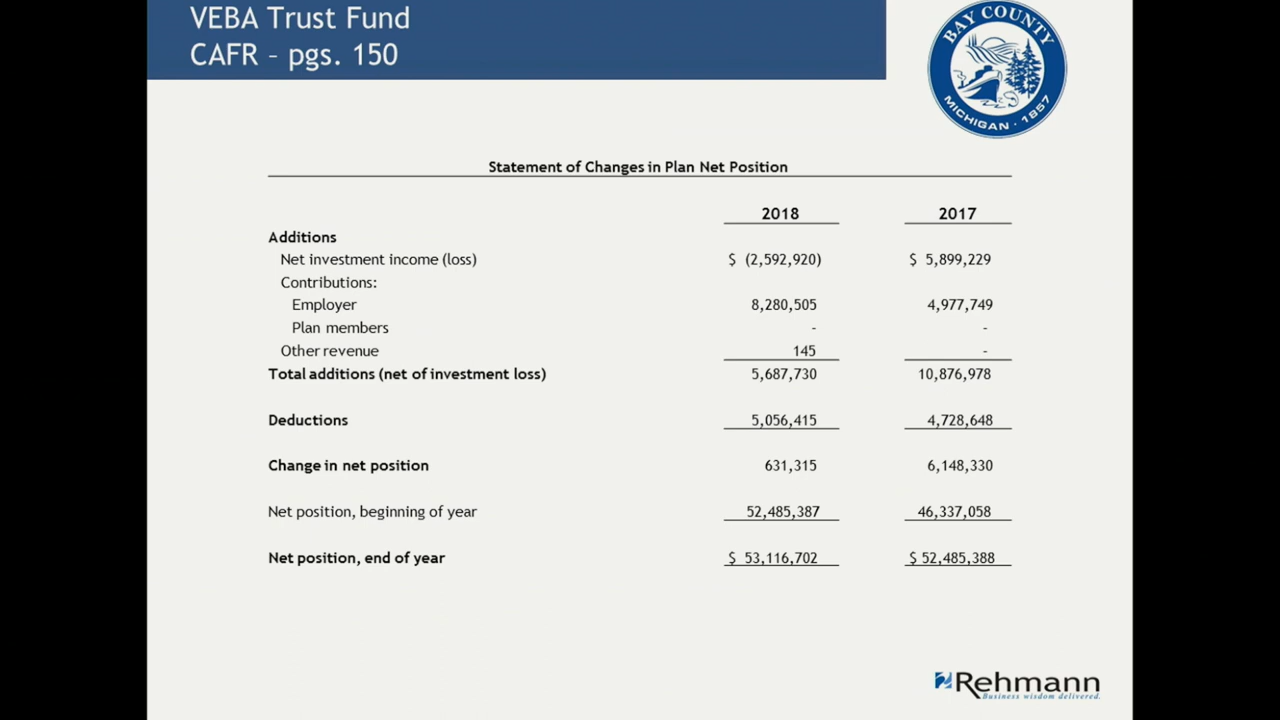 VEBA Trust Fund
CAFR – pgs. 150
BAY COUNTY
MICHIGAN · 1857
Statement of Changes in Plan Net Position
2018 2017
Additions
Net investment income (loss) $ (2,592,920) $ 5,899,229
Contributions:
Employer 8,280,505 4,977,749
Plan members - -
Other revenue 145 -
Total additions (net of investment loss) 5,687,730 10,876,978
Deductions 5,056,415 4,728,648
Change in net position 631,315 6,148,330
Net position, beginning of year 52,485,387 46,337,058
Net position, end of year $ 53,116,702 $ 52,485,388
Rehmann
Business wisdom delivered.